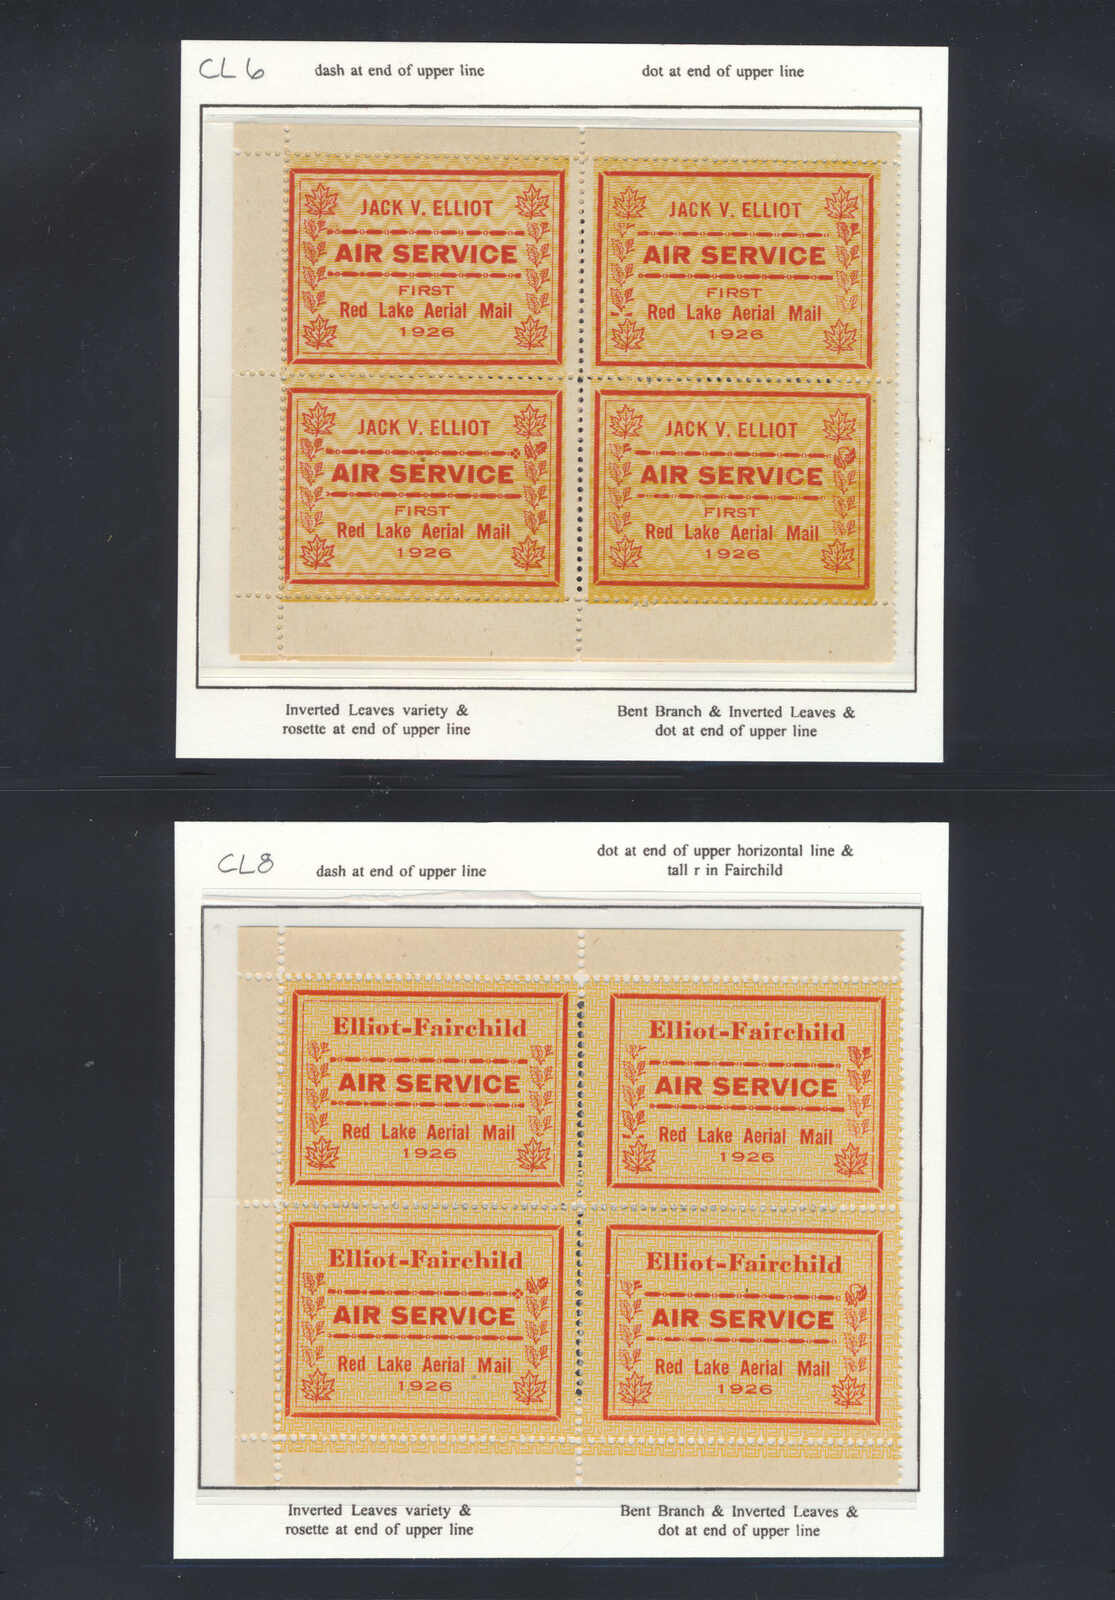 CL6
dash at end of upper line
dot at end of upper line
JACK V. ELLIOT
AIR SERVICE
FIRST
Red Lake Aerial Mail
1926
JACK V. ELLIOT
AIR SERVICE
FIRST
Red Lake Aerial Mail
1926
JACK V. ELLIOT
AIR SERVICE
FIRST
Red Lake Aerial Mail
1926
JACK V. ELLIOT
AIR SERVICE
FIRST
Red Lake Aerial Mail
1926
Inverted Leaves variety &
rosette at end of upper line
Bent Branch & Inverted Leaves &
dot at end of upper line
CL8
dash at end of upper line
dot at end of upper horizontal line &
tall r in Fairchild
Elliot-Fairchild
AIR SERVICE
Red Lake Aerial Mail
1926
Elliot-Fairchild
AIR SERVICE
Red Lake Aerial Mail
1926
Elliot-Fairchild
AIR SERVICE
Red Lake Aerial Mail
1926
Elliot-Fairchild
AIR SERVICE
Red Lake Aerial Mail
1926
Inverted Leaves variety &
rosette at end of upper line
Bent Branch & Inverted Leaves &
dot at end of upper line